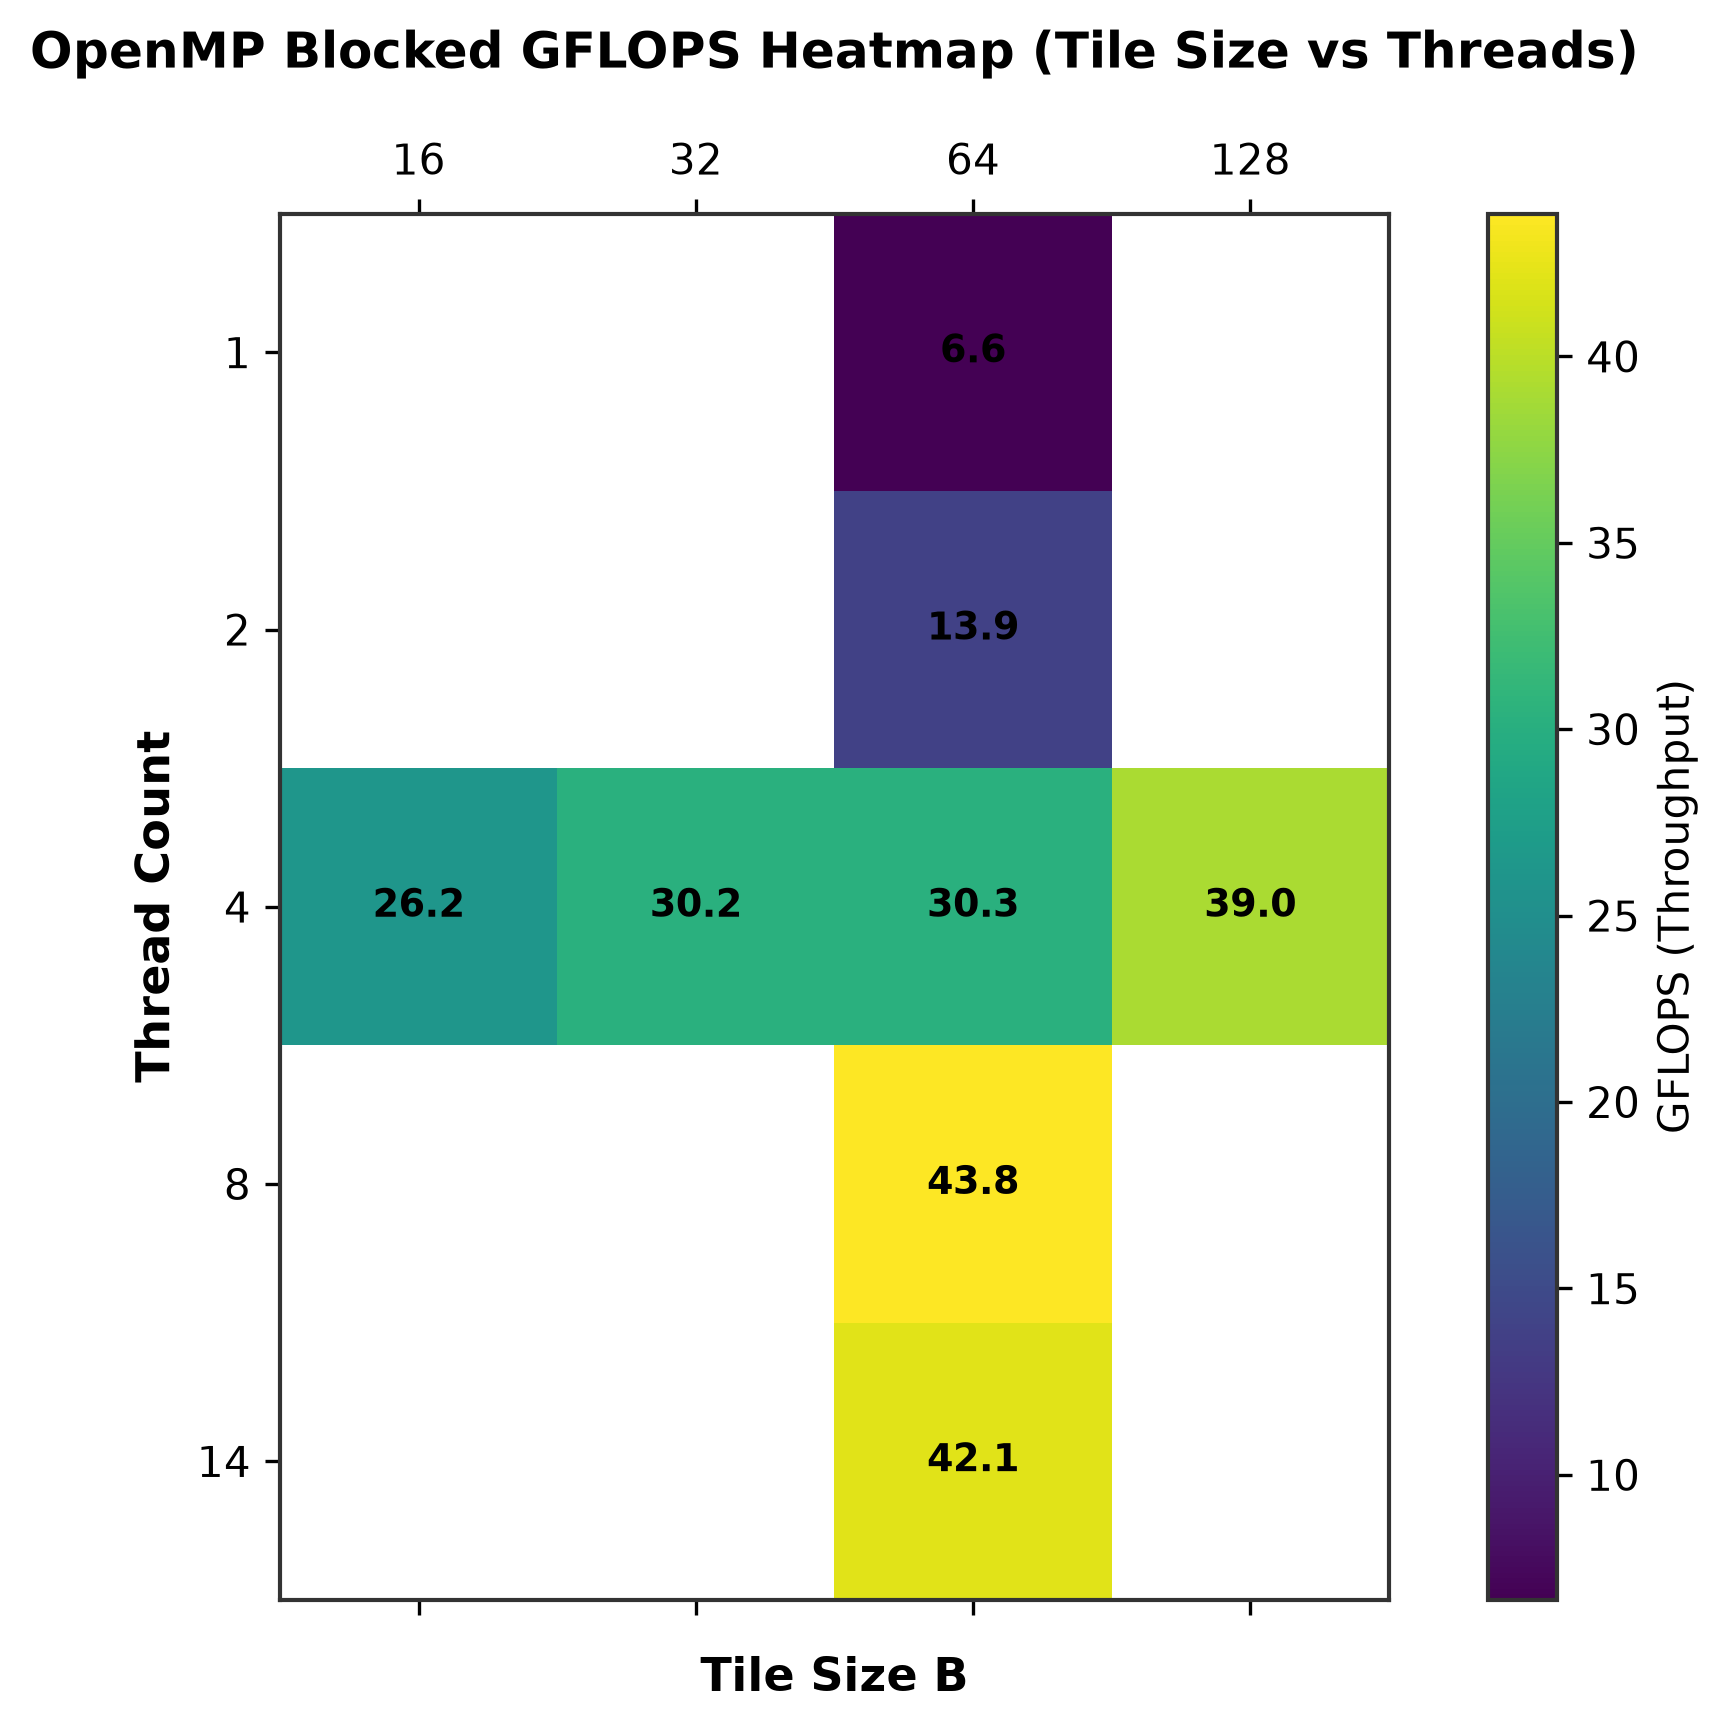 OpenMP Blocked GFLOPS Heatmap (Tile Size vs Threads)
16 32 64 128
1 6.6
2 13.9
4 26.2 30.2 30.3 39.0
8 43.8
14 42.1
Thread Count
Tile Size B
40
35
30
25
20
15
10
GFLOPS (Throughput)